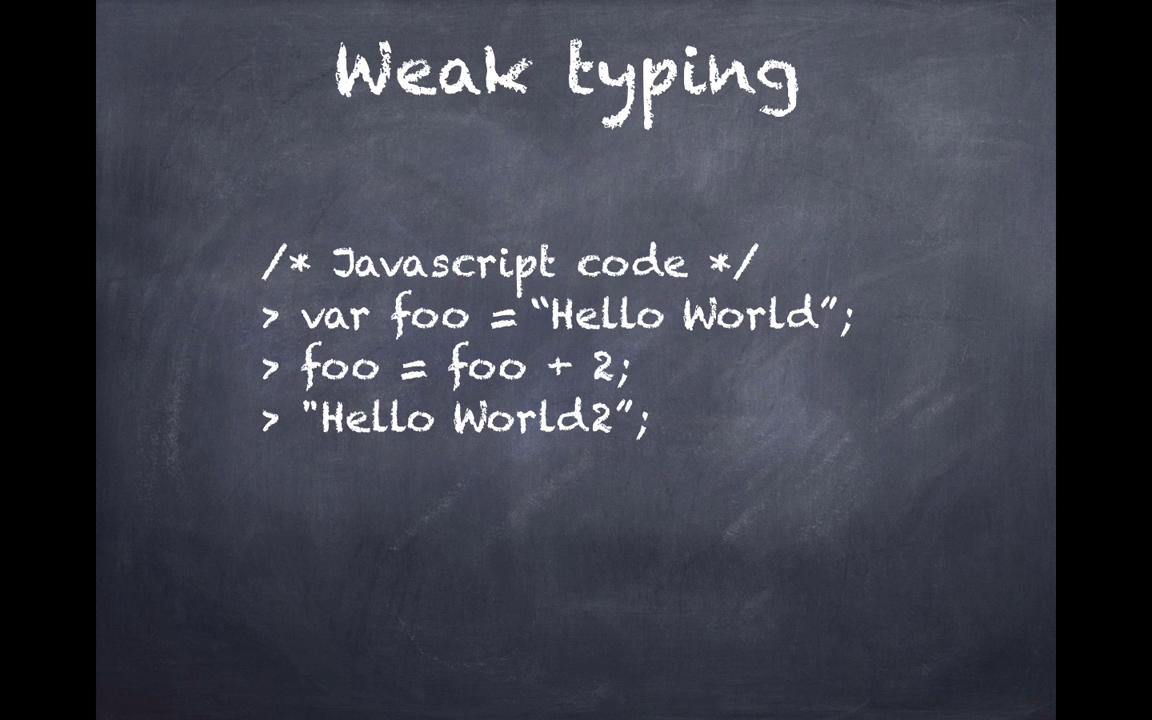 Weak typing
/* Javascript code */
> var foo = “Hello World”;
> foo = foo + 2;
> "Hello World2”;